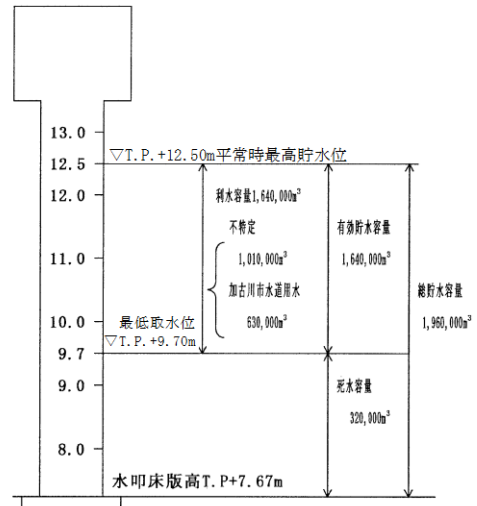 13.0
▽T.P.+12.50m平常時最高貯水位
12.5
12.0
利水容量1,640,000m³
不特定
1,010,000m³
加古川市水道用水
630,000m³
有効貯水容量
1,640,000m³
総貯水容量
1,960,000m³
11.0
10.0
最低取水位
▽T.P.+9.70m
9.7
9.0
死水容量
320,000m³
8.0
水叩床版高T.P+7.67m